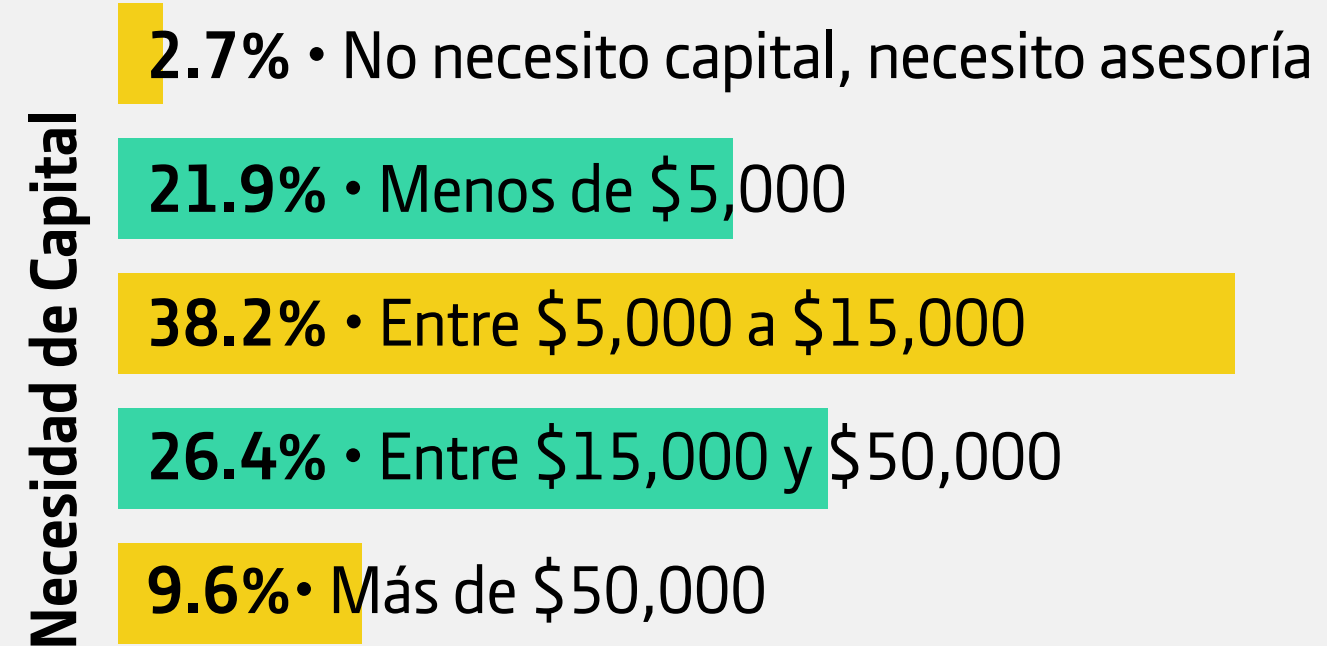 Necesidad de Capital
2.7% • No necesito capital, necesito asesoría
21.9% • Menos de $5,000
38.2% • Entre $5,000 a $15,000
26.4% • Entre $15,000 y $50,000
9.6%• Más de $50,000